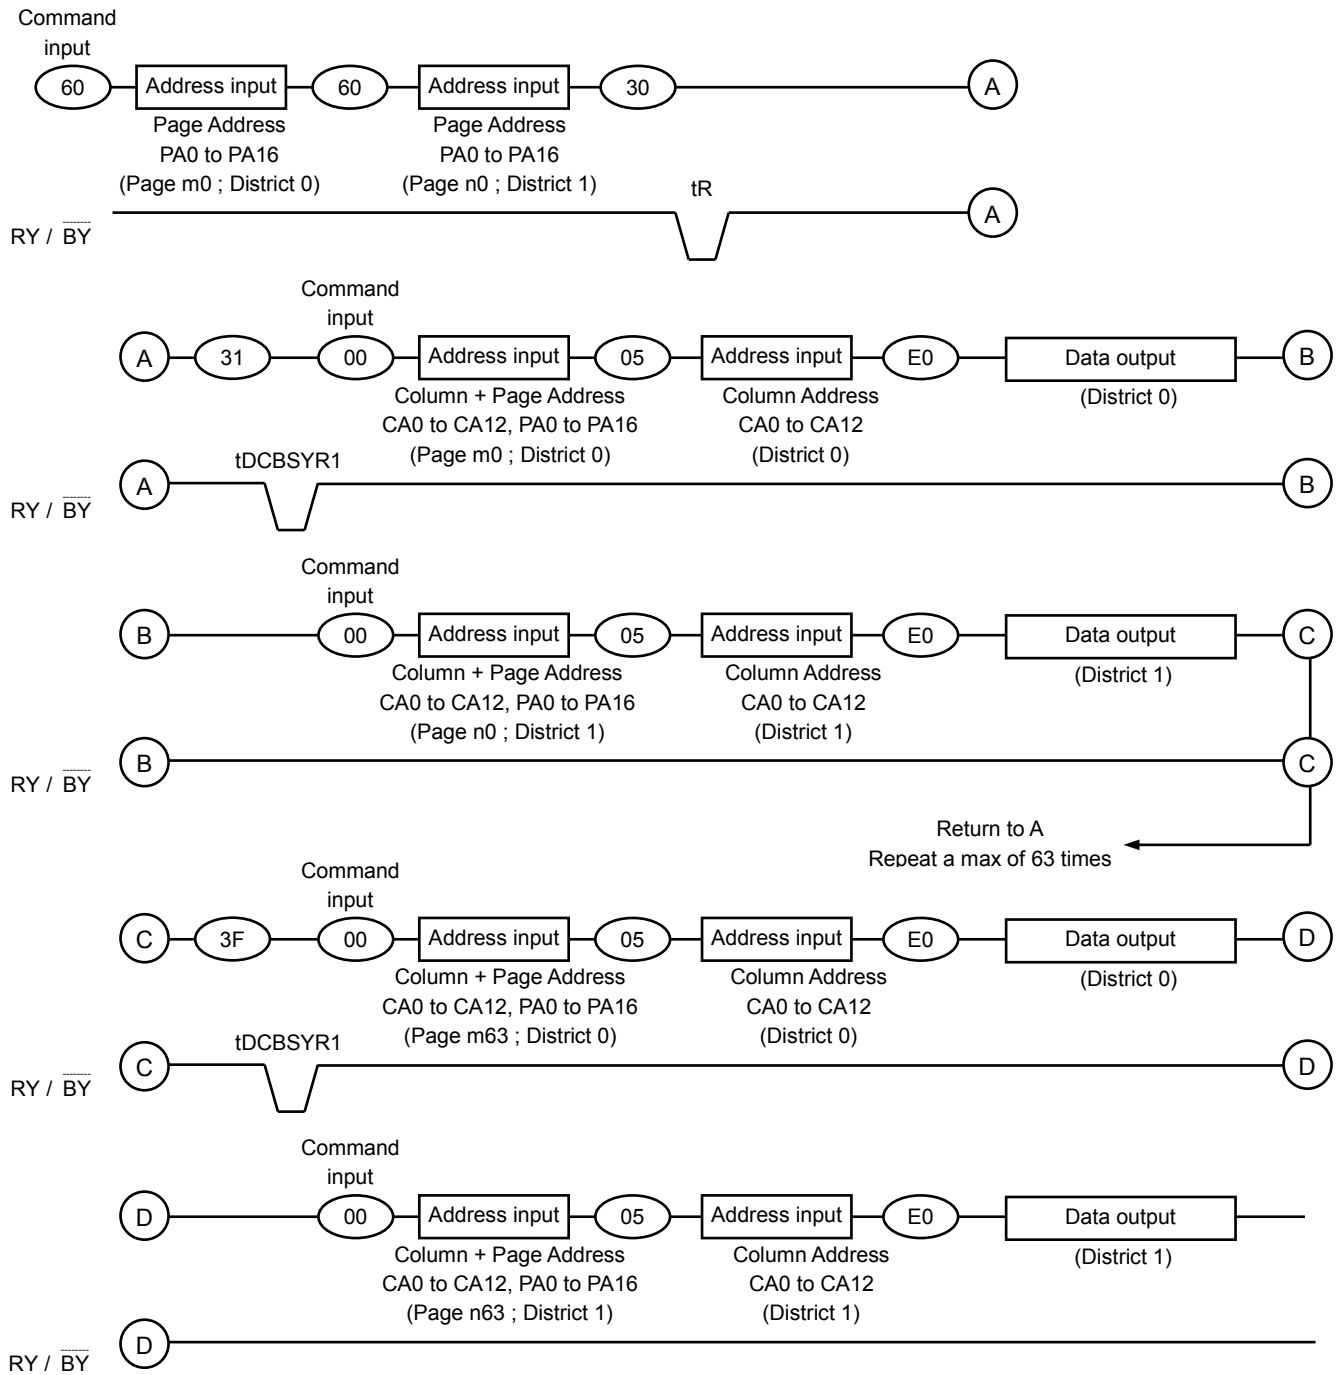 Command
input
60 Address input 60 Address input 30 A
Page Address Page Address
PA0 to PA16 PA0 to PA16
(Page m0 ; District 0) (Page n0 ; District 1)
tR
RY / BY A
Command
input
A 31 00 Address input 05 Address input E0 Data output B
Column + Page Address Column Address (District 0)
CA0 to CA12, PA0 to PA16 CA0 to CA12
(Page m0 ; District 0) (District 0)
tDCBSYR1
RY / BY A B
Command
input
B 00 Address input 05 Address input E0 Data output C
Column + Page Address Column Address (District 1)
CA0 to CA12, PA0 to PA16 CA0 to CA12
(Page n0 ; District 1) (District 1)
RY / BY B C
Return to A
Repeat a max of 63 times
Command
input
C 3F 00 Address input 05 Address input E0 Data output D
Column + Page Address Column Address (District 0)
CA0 to CA12, PA0 to PA16 CA0 to CA12
(Page m63 ; District 0) (District 0)
tDCBSYR1
RY / BY C D
Command
input
D 00 Address input 05 Address input E0 Data output
Column + Page Address Column Address (District 1)
CA0 to CA12, PA0 to PA16 CA0 to CA12
(Page n63 ; District 1) (District 1)
RY / BY D